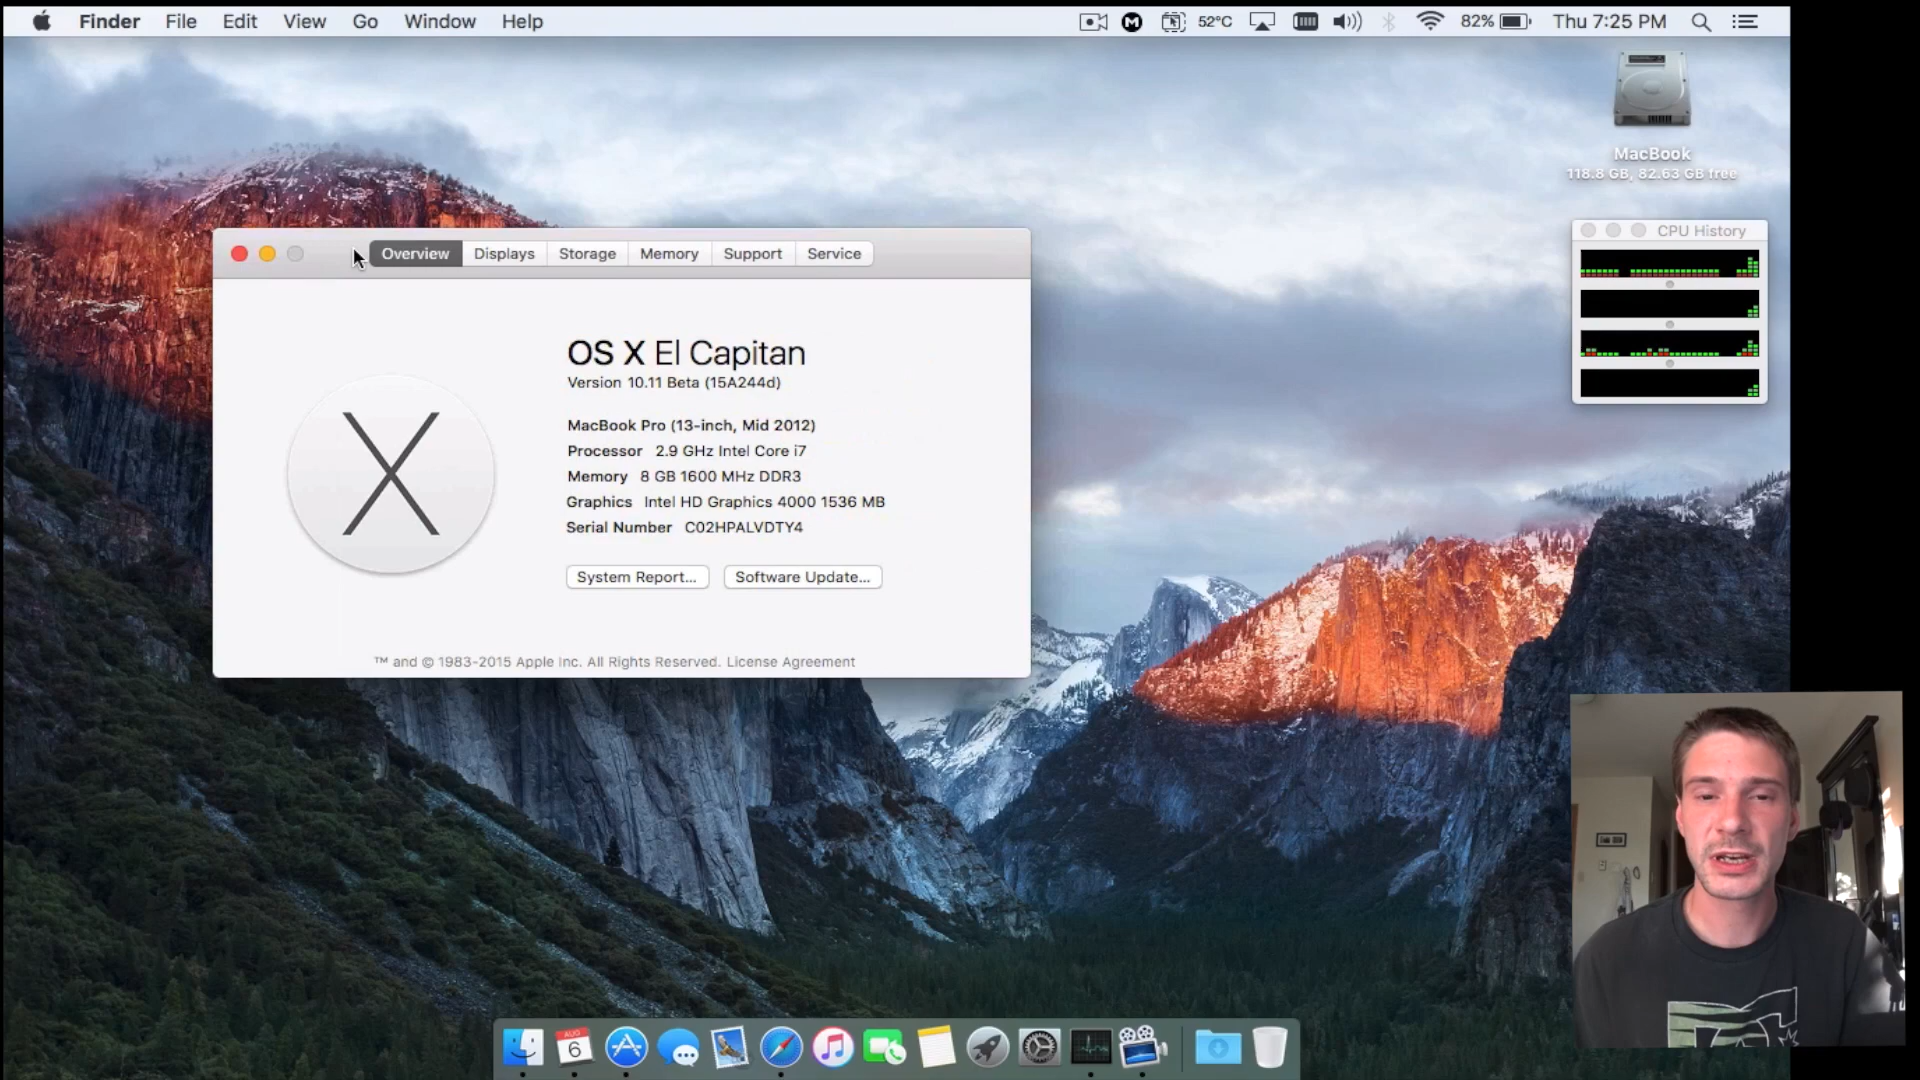 Finder File Edit View Go Window Help
52°C 82% Thu 7:25 PM
MacBook
118.8 GB, 82.63 GB free
CPU History
Overview Displays Storage Memory Support Service
OS X El Capitan
Version 10.11 Beta (15A244d)
MacBook Pro (13-inch, Mid 2012)
Processor 2.9 GHz Intel Core i7
Memory 8 GB 1600 MHz DDR3
Graphics Intel HD Graphics 4000 1536 MB
Serial Number C02HPALVDTY4
System Report... Software Update...
™ and © 1983-2015 Apple Inc. All Rights Reserved. License Agreement
AUG
6